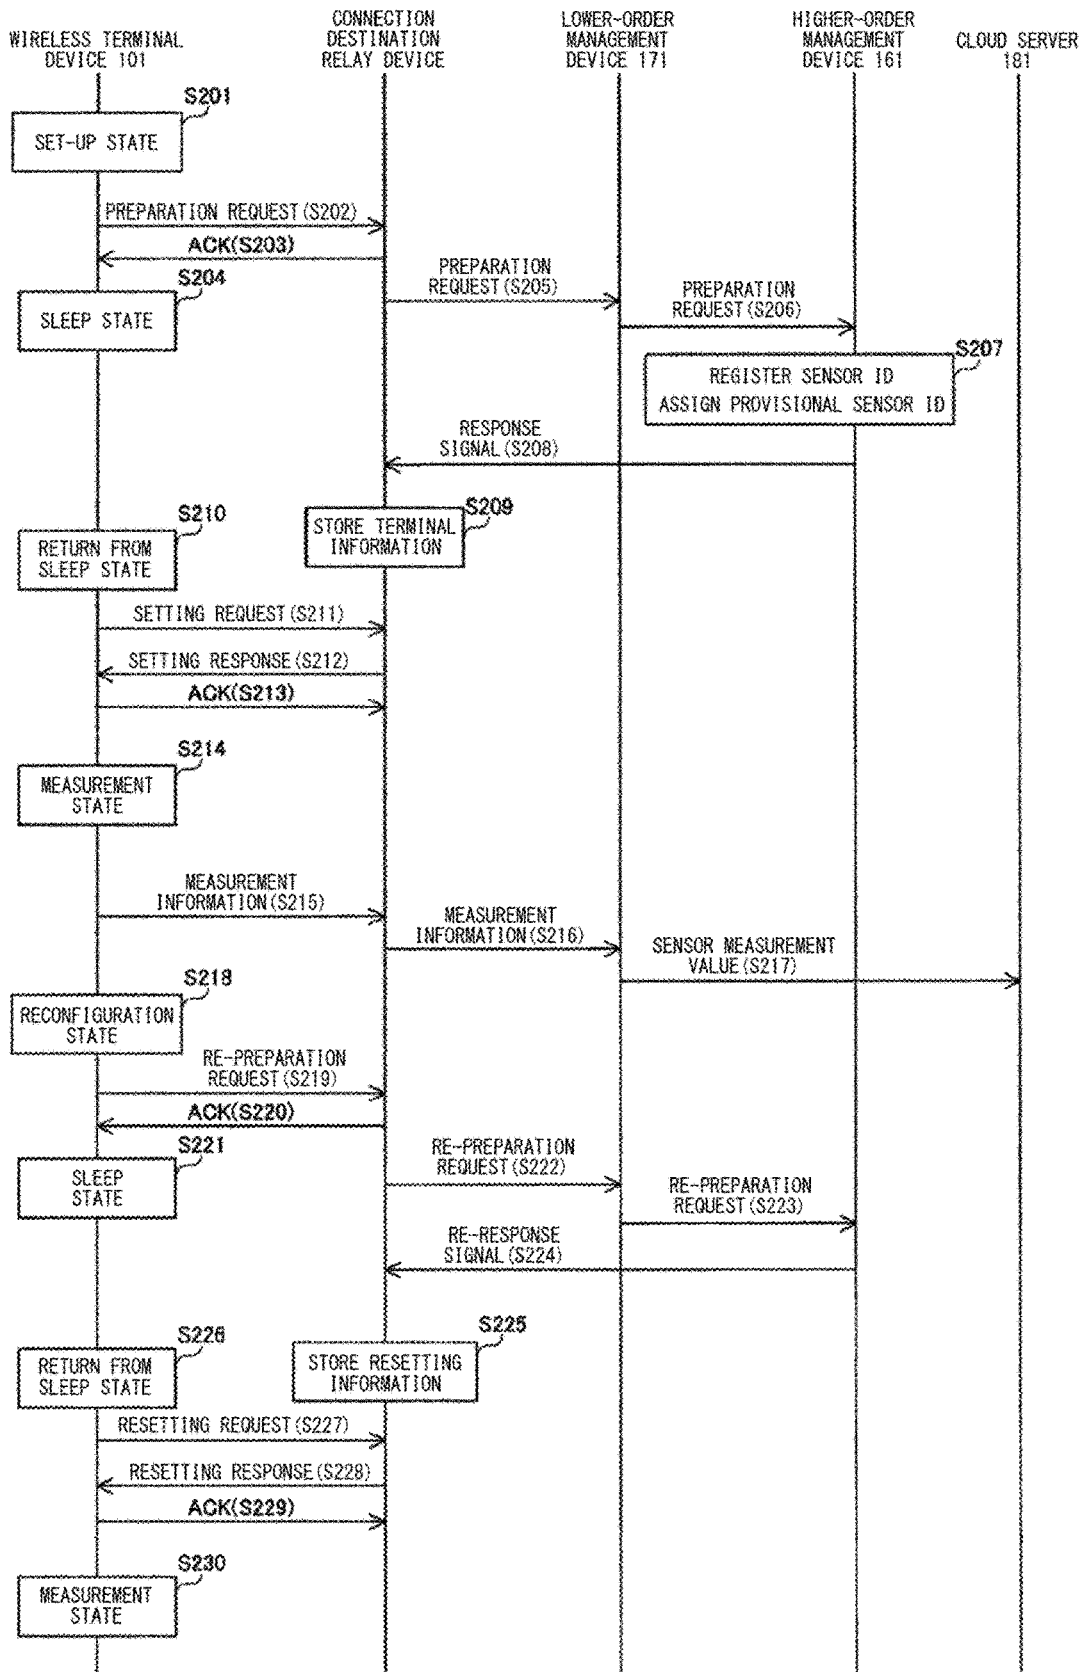 WIRELESS TERMINAL
DEVICE 101
CONNECTION
DESTINATION
RELAY DEVICE
LOWER-ORDER
MANAGEMENT
DEVICE 171
HIGHER-ORDER
MANAGEMENT
DEVICE 161
CLOUD SERVER
181
S201
SET-UP STATE
PREPARATION REQUEST(S202)
ACK(S203)
S204
SLEEP STATE
PREPARATION
REQUEST(S205)
PREPARATION
REQUEST(S206)
S207
REGISTER SENSOR ID
ASSIGN PROVISIONAL SENSOR ID
RESPONSE
SIGNAL(S208)
S209
STORE TERMINAL
INFORMATION
S210
RETURN FROM
SLEEP STATE
SETTING REQUEST(S211)
SETTING RESPONSE(S212)
ACK(S213)
S214
MEASUREMENT
STATE
MEASUREMENT
INFORMATION(S215)
MEASUREMENT
INFORMATION(S216)
SENSOR MEASUREMENT
VALUE(S217)
S218
RECONFIGURATION
STATE
RE-PREPARATION
REQUEST(S219)
ACK(S220)
S221
SLEEP
STATE
RE-PREPARATION
REQUEST(S222)
RE-PREPARATION
REQUEST(S223)
RE-RESPONSE
SIGNAL(S224)
S225
STORE RESETTING
INFORMATION
S226
RETURN FROM
SLEEP STATE
RESETTING REQUEST(S227)
RESETTING RESPONSE(S228)
ACK(S229)
S230
MEASUREMENT
STATE